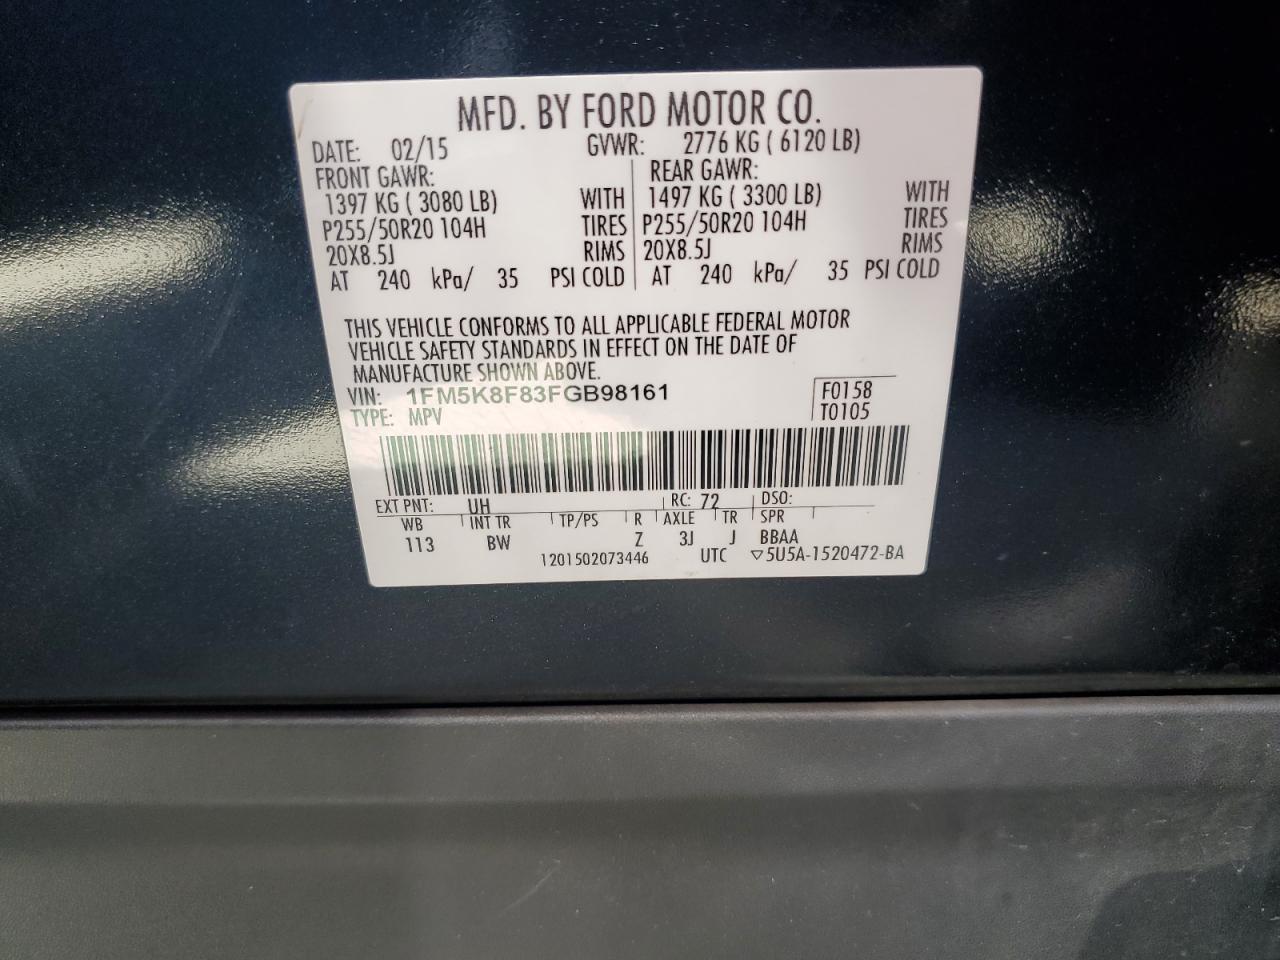 MFD. BY FORD MOTOR CO.
DATE: 02/15 GVWR: 2776 KG ( 6120 LB)
FRONT GAWR: REAR GAWR:
1397 KG ( 3080 LB) WITH 1497 KG ( 3300 LB) WITH
P255/50R20 104H TIRES P255/50R20 104H TIRES
20X8.5J RIMS 20X8.5J RIMS
AT 240 kPa/ 35 PSI COLD AT 240 kPa/ 35 PSI COLD
THIS VEHICLE CONFORMS TO ALL APPLICABLE FEDERAL MOTOR
VEHICLE SAFETY STANDARDS IN EFFECT ON THE DATE OF
MANUFACTURE SHOWN ABOVE.
VIN: 1FM5K8F83FGB98161 F0158
TYPE: MPV T0105
EXT PNT: UH RC: 72 DSO:
WB INT TR TP/PS R AXLE TR SPR
113 BW Z 3J J BBAA
1201502073446 UTC ▽5U5A-1520472-BA